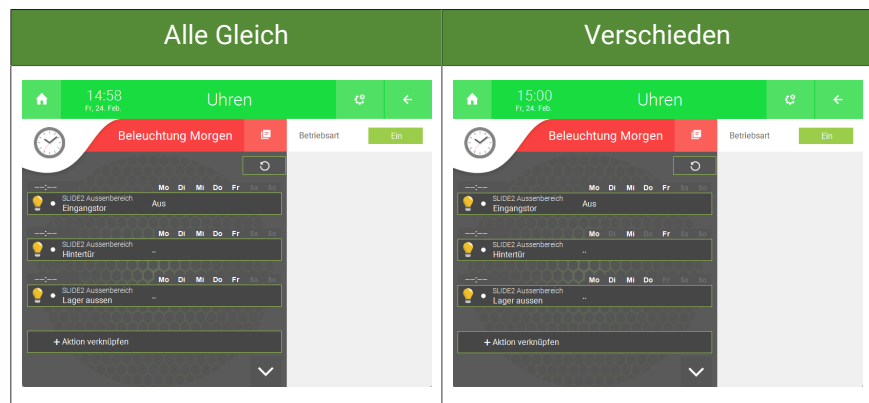 Alle Gleich
Verschieden
14:58
Fr, 24. Feb.
Uhren
Beleuchtung Morgen
Betriebsart
Ein
--:--
Mo Di Mi Do Fr Sa So
SLIDE2 Aussenbereich
Eingangstor
Aus
--:--
Mo Di Mi Do Fr Sa So
SLIDE2 Aussenbereich
Hintertür
..
--:--
Mo Di Mi Do Fr Sa So
SLIDE2 Aussenbereich
Lager aussen
..
+ Aktion verknüpfen
15:00
Fr, 24. Feb.
Uhren
Beleuchtung Morgen
Betriebsart
Ein
--:--
Mo Di Mi Do Fr Sa So
SLIDE2 Aussenbereich
Eingangstor
Aus
--:--
Mo Di Mi Do Fr Sa So
SLIDE2 Aussenbereich
Hintertür
..
--:--
Mo Di Mi Do Fr Sa So
SLIDE2 Aussenbereich
Lager aussen
..
+ Aktion verknüpfen